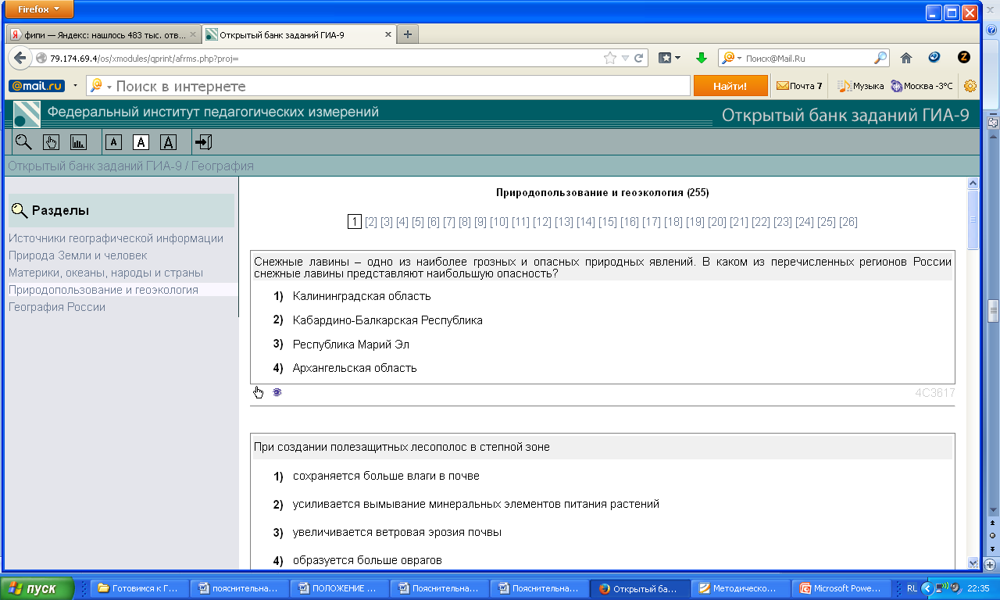 Firefox
фипи — Яндекс: нашлось 483 тыс. отв...
Открытый банк заданий ГИА-9
79.174.69.4/os/xmodules/qprint/afrms.php?proj=
Поиск@Mail.Ru
@mail.ru
Поиск в интернете
Найти!
Почта 7
Музыка
Москва -3°C
Федеральный институт педагогических измерений
Открытый банк заданий ГИА-9
A A A
Открытый банк заданий ГИА-9 / География
Разделы
Источники географической информации
Природа Земли и человек
Материки, океаны, народы и страны
Природопользование и геоэкология
География России
Природопользование и геоэкология (255)
1 [2] [3] [4] [5] [6] [7] [8] [9] [10] [11] [12] [13] [14] [15] [16] [17] [18] [19] [20] [21] [22] [23] [24] [25] [26]
Снежные лавины – одно из наиболее грозных и опасных природных явлений. В каком из перечисленных регионов России
снежные лавины представляют наибольшую опасность?
1) Калининградская область
2) Кабардино-Балкарская Республика
3) Республика Марий Эл
4) Архангельская область
4C3617
При создании полезащитных лесополос в степной зоне
1) сохраняется больше влаги в почве
2) усиливается вымывание минеральных элементов питания растений
3) увеличивается ветровая эрозия почвы
4) образуется больше оврагов
пуск
Готовимся к Г...
пояснительна...
ПОЛОЖЕНИЕ ...
Пояснительна...
Пояснительна...
Открытый ба...
Методическо...
Microsoft Powe...
RL
22:35